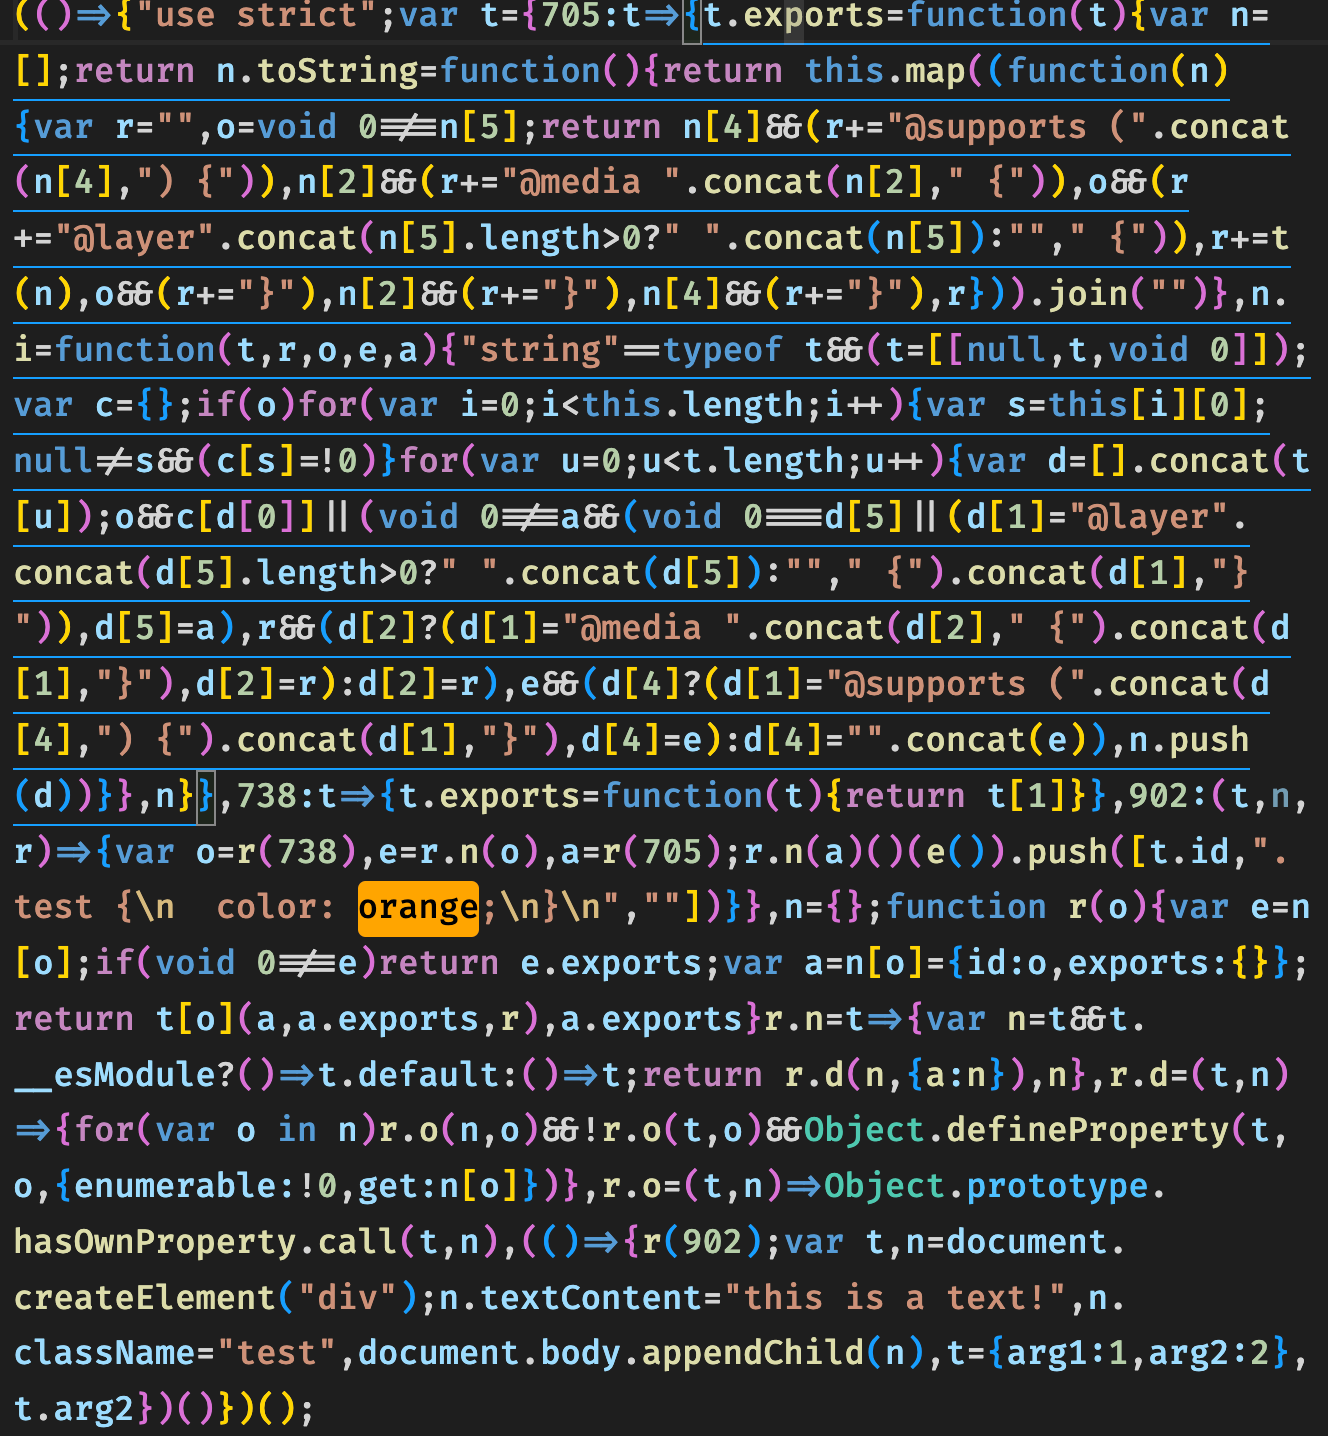 (()=>{"use strict";var t={705:t=>{t.exports=function(t){var n=
[];return n.toString=function(){return this.map((function(n)
{var r="",o=void 0!==n[5];return n[4]&&(r+="@supports (".concat
(n[4],") {")),n[2]&&(r+="@media ".concat(n[2]," {")),o&&(r
+="@layer".concat(n[5].length>0?" ".concat(n[5]):""," {")),r+=t
(n),o&&(r+="}"),n[2]&&(r+="}"),n[4]&&(r+="}"),r})).join("")},n.
i=function(t,r,o,e,a){"string"==typeof t&&(t=[[null,t,void 0]]);
var c={};if(o)for(var i=0;i<this.length;i++){var s=this[i][0];
null!=s&&(c[s]=!0)}for(var u=0;u<t.length;u++){var d=[].concat(t
[u]);o&&c[d[0]]||(void 0!==a&&(void 0===d[5]||(d[1]="@layer".
concat(d[5].length>0?" ".concat(d[5]):""," {").concat(d[1],"}
")),d[5]=a),r&&(d[2]?(d[1]="@media ".concat(d[2]," {").concat(d
[1],"}"),d[2]=r):d[2]=r),e&&(d[4]?(d[1]="@supports (".concat(d
[4],") {").concat(d[1],"}"),d[4]=e):d[4]="".concat(e)),n.push
(d))}},n}},738:t=>{t.exports=function(t){return t[1]}},902:(t,n,
r)=>{var o=r(738),e=r.n(o),a=r(705);r.n(a)()(e()).push([t.id,".
test {\n  color: orange;\n}\n",""])}},n={};function r(o){var e=n
[o];if(void 0!==e)return e.exports;var a=n[o]={id:o,exports:{}};
return t[o](a,a.exports,r),a.exports}r.n=t=>{var n=t&&t.
__esModule?()=>t.default:()=>t;return r.d(n,{a:n}),n},r.d=(t,n)
=>{for(var o in n)r.o(n,o)&&!r.o(t,o)&&Object.defineProperty(t,
o,{enumerable:!0,get:n[o]})},r.o=(t,n)=>Object.prototype.
hasOwnProperty.call(t,n),(()=>{r(902);var t,n=document.
createElement("div");n.textContent="this is a text!",n.
className="test",document.body.appendChild(n),t={arg1:1,arg2:2},
t.arg2})()})();